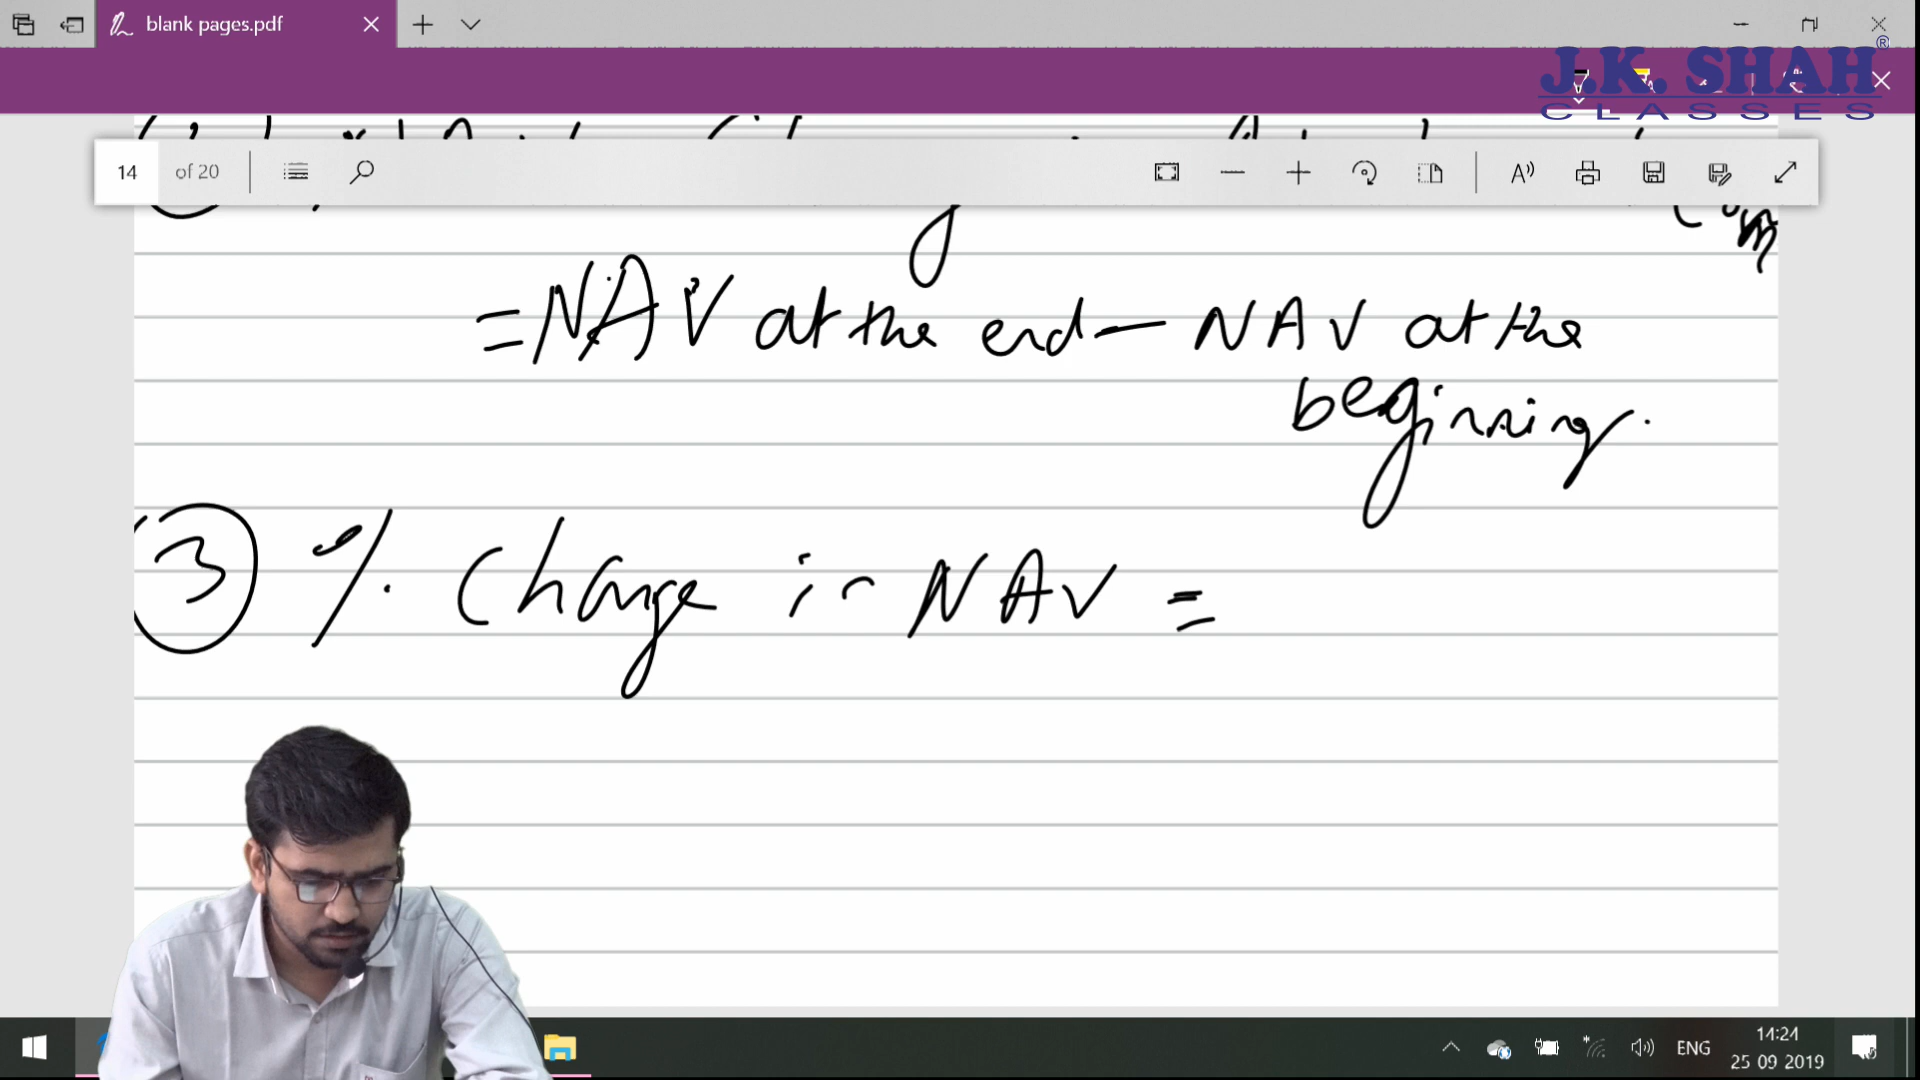 blank pages.pdf
J.K. SHAH®
CLASSES
14 of 20
= NAV at the end - NAV at the
beginning.
3 % Change in NAV =
ENG
14:24
25 09 2019